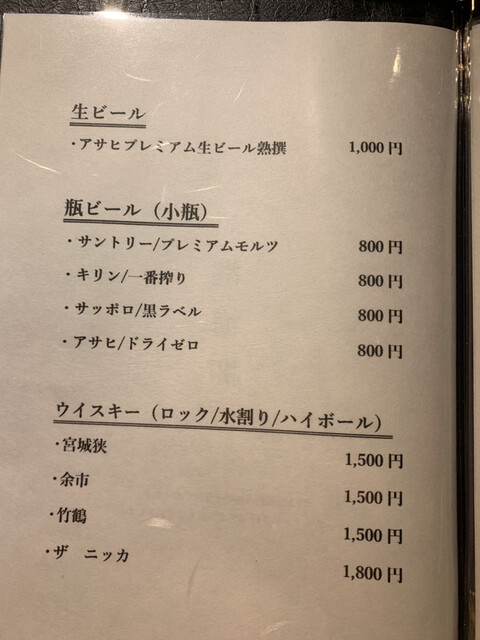 生ビール
・アサヒプレミアム生ビール熟撰 1,000円
瓶ビール（小瓶）
・サントリー/プレミアムモルツ 800円
・キリン/一番搾り 800円
・サッポロ/黒ラベル 800円
・アサヒ/ドライゼロ 800円
ウイスキー（ロック/水割り/ハイボール）
・宮城狭 1,500円
・余市 1,500円
・竹鶴 1,500円
・ザ　ニッカ 1,800円